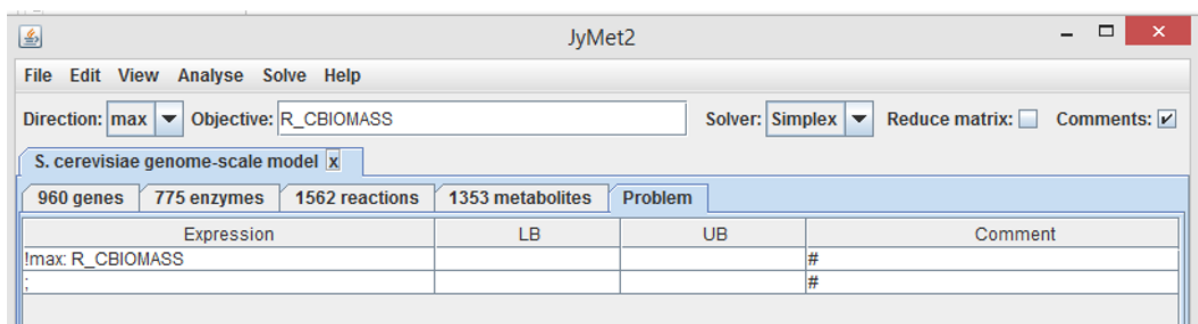 JyMet2
File Edit View Analyse Solve Help
Direction: max Objective: R_CBIOMASS Solver: Simplex Reduce matrix: Comments:
S. cerevisiae genome-scale model x
960 genes 775 enzymes 1562 reactions 1353 metabolites Problem
Expression LB UB Comment
!max: R_CBIOMASS #
; #